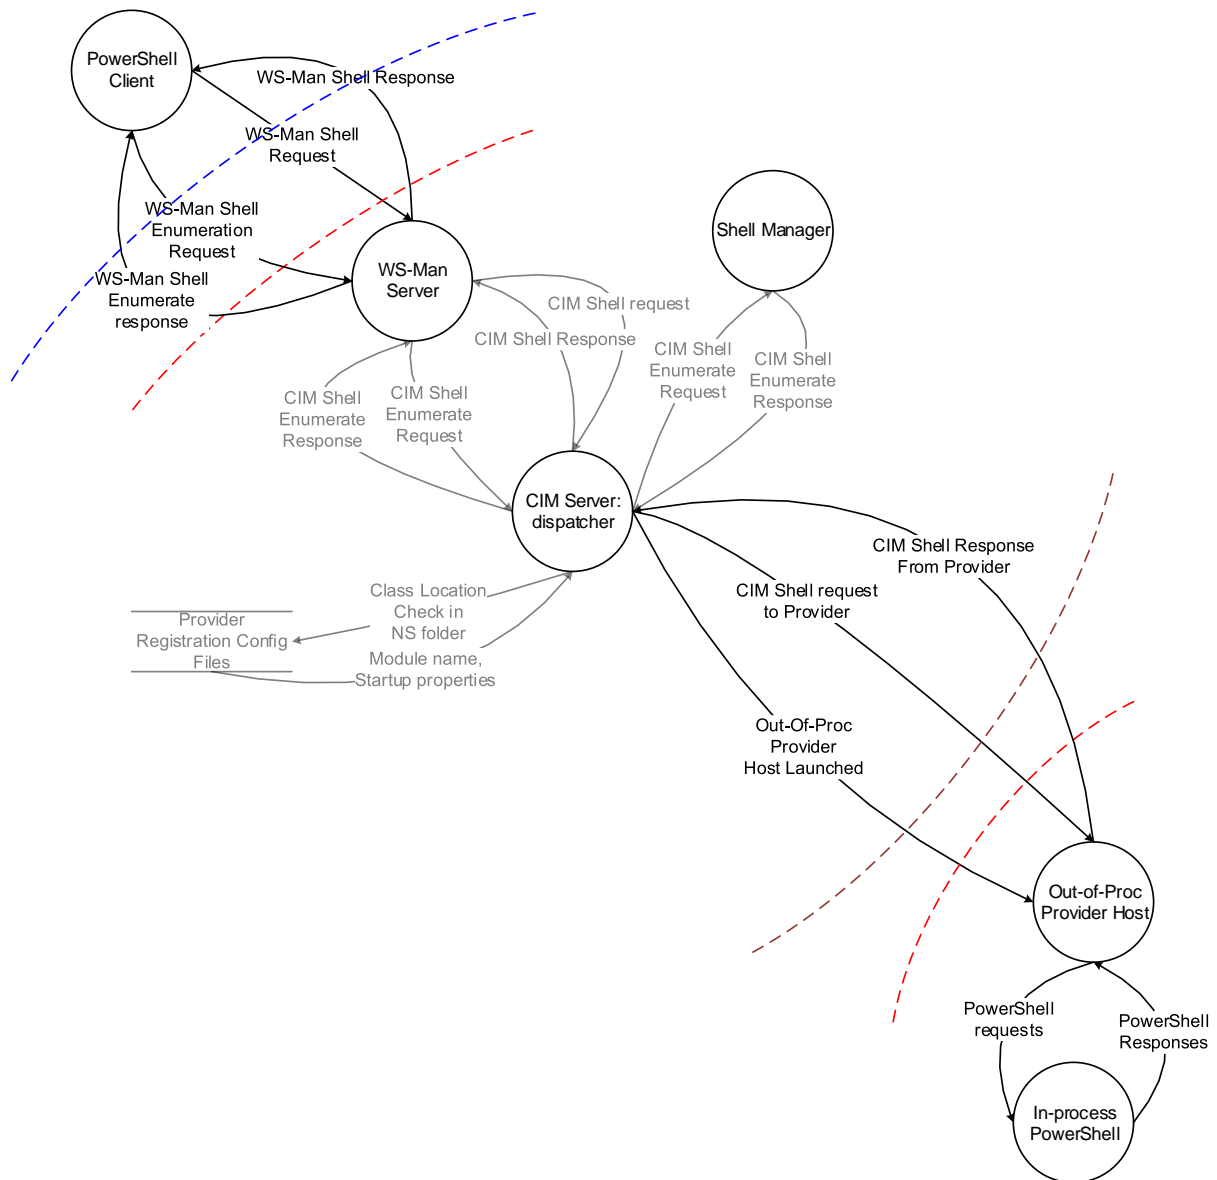 PowerShell
Client
WS-Man Shell Response
WS-Man Shell
Request
WS-Man Shell
Enumeration
Request
WS-Man Shell
Enumerate
response
WS-Man
Server
Shell Manager
CIM Shell request
CIM Shell Response
CIM Shell
Enumerate
Request
CIM Shell
Enumerate
Response
CIM Shell
Enumerate
Response
CIM Shell
Enumerate
Request
CIM Server:
dispatcher
CIM Shell Response
From Provider
CIM Shell request
to Provider
Class Location
Check in
NS folder
Provider
Registration Config
Files
Module name,
Startup properties
Out-Of-Proc
Provider
Host Launched
Out-of-Proc
Provider Host
PowerShell
requests
PowerShell
Responses
In-process
PowerShell